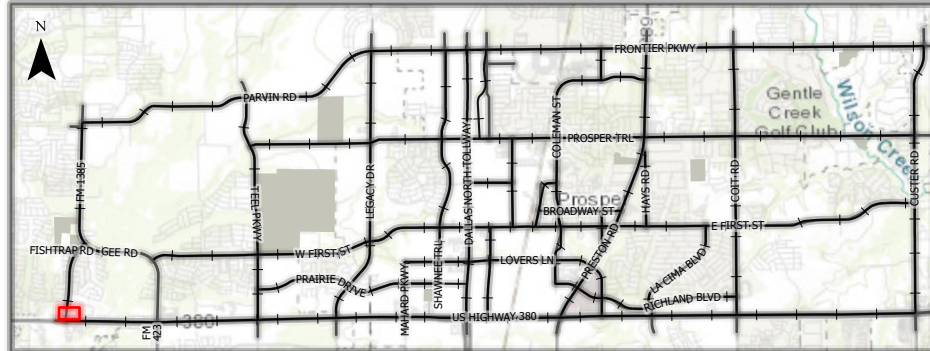 N
FRONTIER PKWY
PARVIN RD
COLEMAN ST
Gentle
Creek
Golf Club
Wilson Creek
DALLAS NORTH TOLLWAY
PROSPER TRL
FM 1385
TEEL PKWY
LEGACY DR
HAYS RD
COIT RD
CUSTER RD
Prosper
BROADWAY ST
E FIRST ST
FISHTRAP RD
GEE RD
W FIRST ST
SHAWNEE TRL
LOVERS LN
PRESTON RD
LA CIMA BLVD
PRAIRIE DRIVE
MAHARD PKWY
RICHLAND BLVD
US HIGHWAY 380
FM
423
380